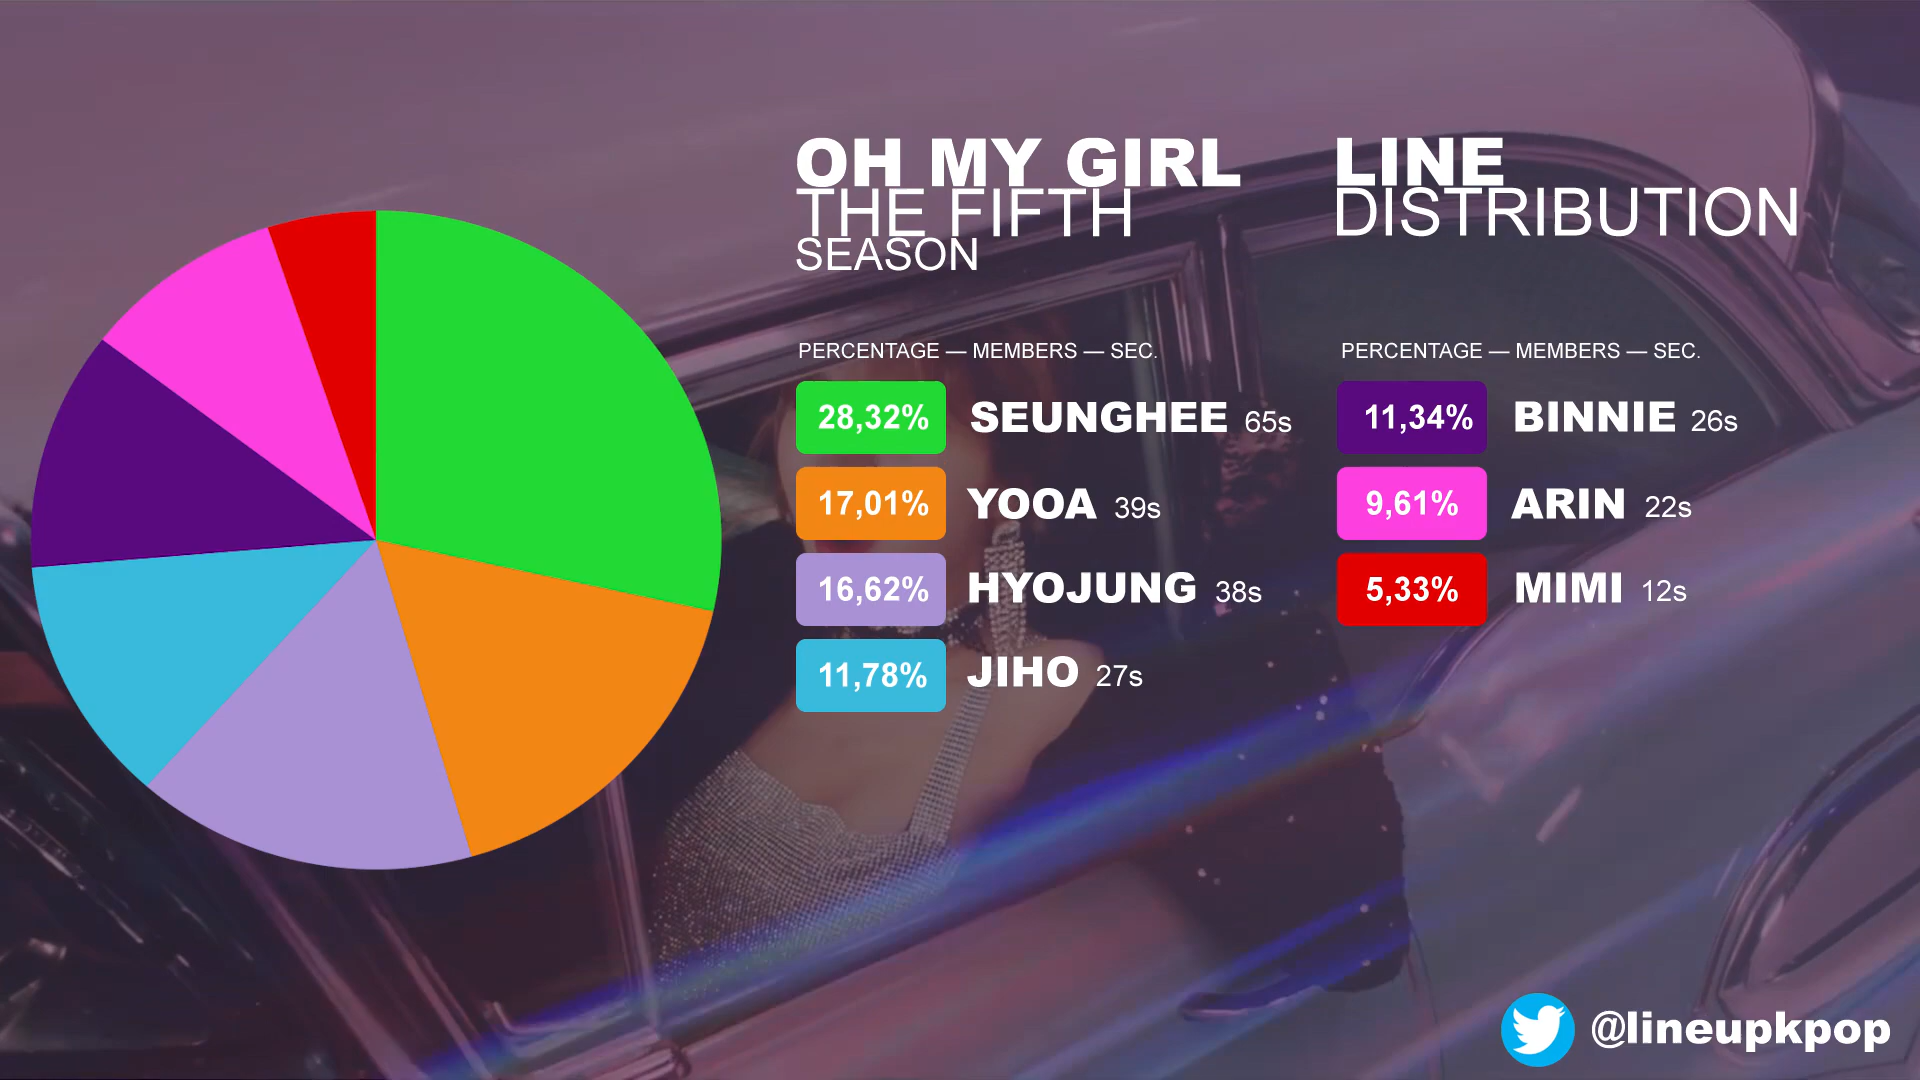 OH MY GIRL
THE FIFTH
SEASON
PERCENTAGE — MEMBERS — SEC.
28,32% SEUNGHEE 65s
17,01% YOOA 39s
16,62% HYOJUNG 38s
11,78% JIHO 27s
LINE
DISTRIBUTION
PERCENTAGE — MEMBERS — SEC.
11,34% BINNIE 26s
9,61% ARIN 22s
5,33% MIMI 12s
@lineupkpop